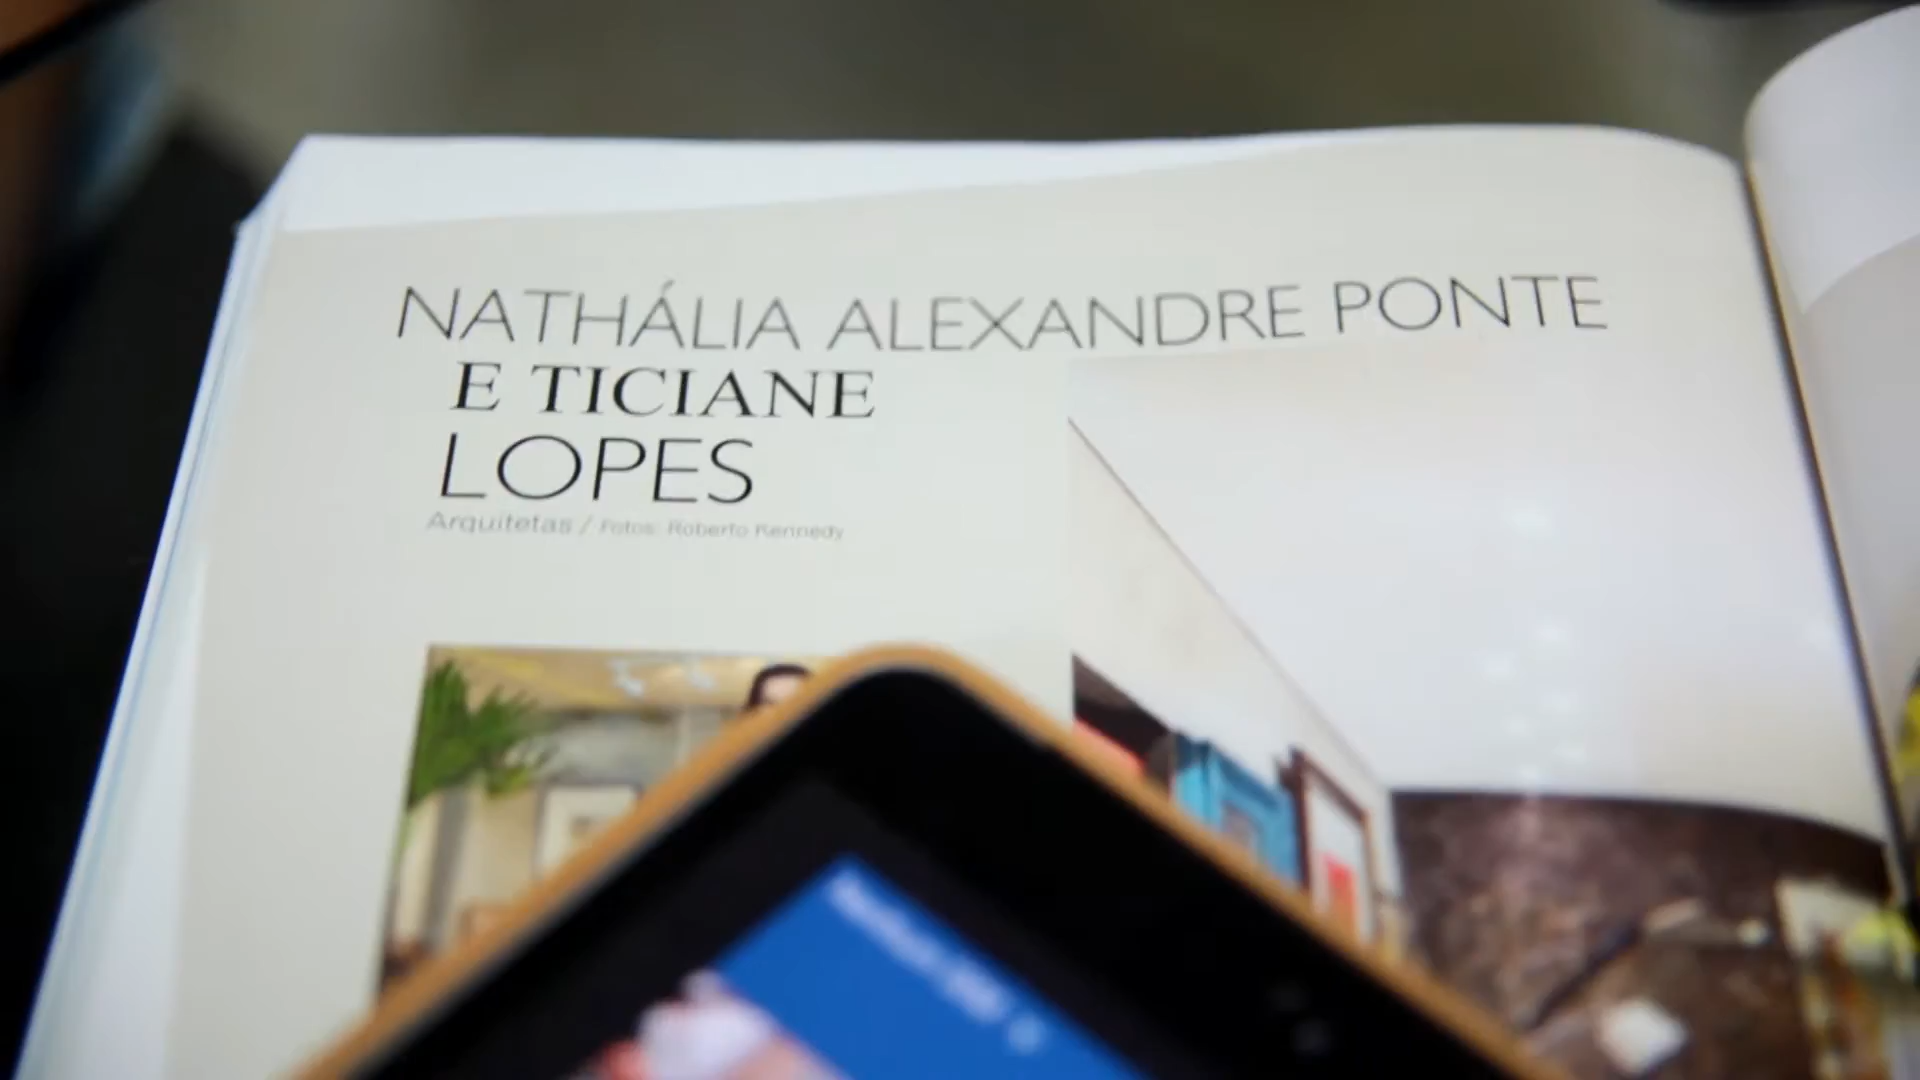 NATHÁLIA ALEXANDRE PONTE
E TICIANE
LOPES
Arquitetas / Fotos: Roberto Kennedy